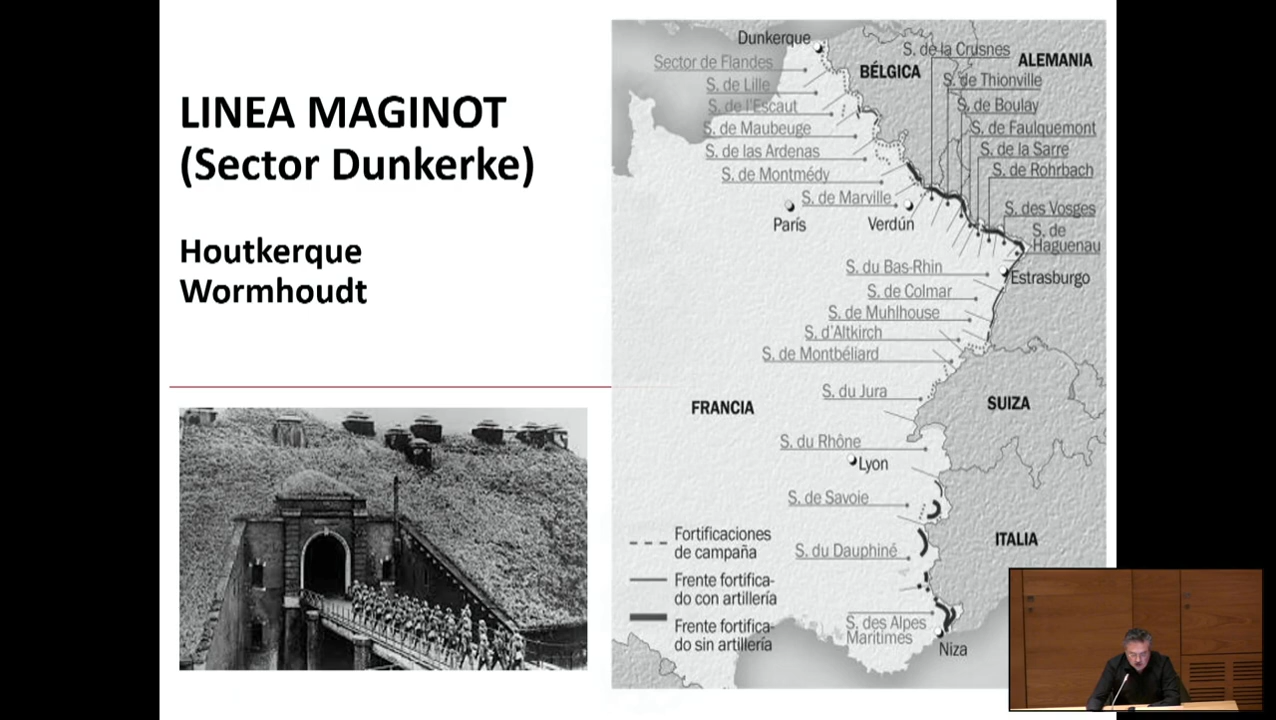 LINEA MAGINOT
(Sector Dunkerke)
Houtkerque
Wormhoudt
Dunkerque
Sector de Flandes
S. de Lille
S. de l'Escaut
S. de Maubeuge
S. de las Ardenas
S. de Montmédy
S. de Marville
París
Verdún
BÉLGICA
S. de la Crusnes
ALEMANIA
S. de Thionville
S. de Boulay
S. de Faulquemont
S. de la Sarre
S. de Rohrbach
S. des Vosges
S. de
Haguenau
Estrasburgo
S. du Bas-Rhin
S. de Colmar
S. de Muhlhouse
S. d'Altkirch
S. de Montbéliard
S. du Jura
FRANCIA
SUIZA
S. du Rhône
Lyon
S. de Savoie
ITALIA
S. du Dauphiné
S. des Alpes
Maritimes
Niza
Fortificaciones
de campaña
Frente fortifica-
do con artillería
Frente fortifica-
do sin artillería